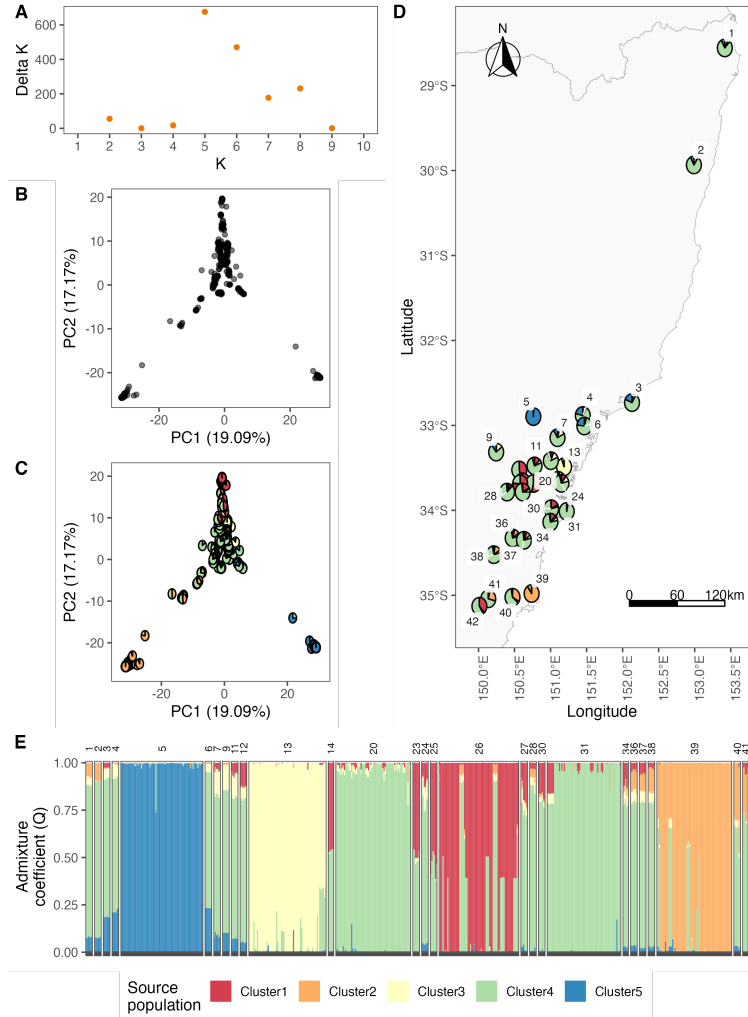 A
600
400
200
0
Delta K
1 2 3 4 5 6 7 8 9 10
K
B
20
10
0
-10
-20
PC2 (17.17%)
-20 0 20
PC1 (19.09%)
C
20
10
0
-10
-20
PC2 (17.17%)
-20 0 20
PC1 (19.09%)
D
N
1
2
3
4
5
6
7
9
11
13
20
28
24
30
31
36
34
38
37
41
39
40
42
0 60 120km
29°S
30°S
31°S
32°S
33°S
34°S
35°S
Latitude
150.0°E
150.5°E
151.0°E
151.5°E
152.0°E
152.5°E
153.0°E
153.5°E
Longitude
E
1 2 3 4 5 6 7 9 11 12 13 14 20 23 24 25 26 27 28 30 31 34 36 37 38 39 40 41
1.00
0.75
0.50
0.25
0.00
Admixture
coefficient (Q)
Source
population
Cluster1 Cluster2 Cluster3 Cluster4 Cluster5